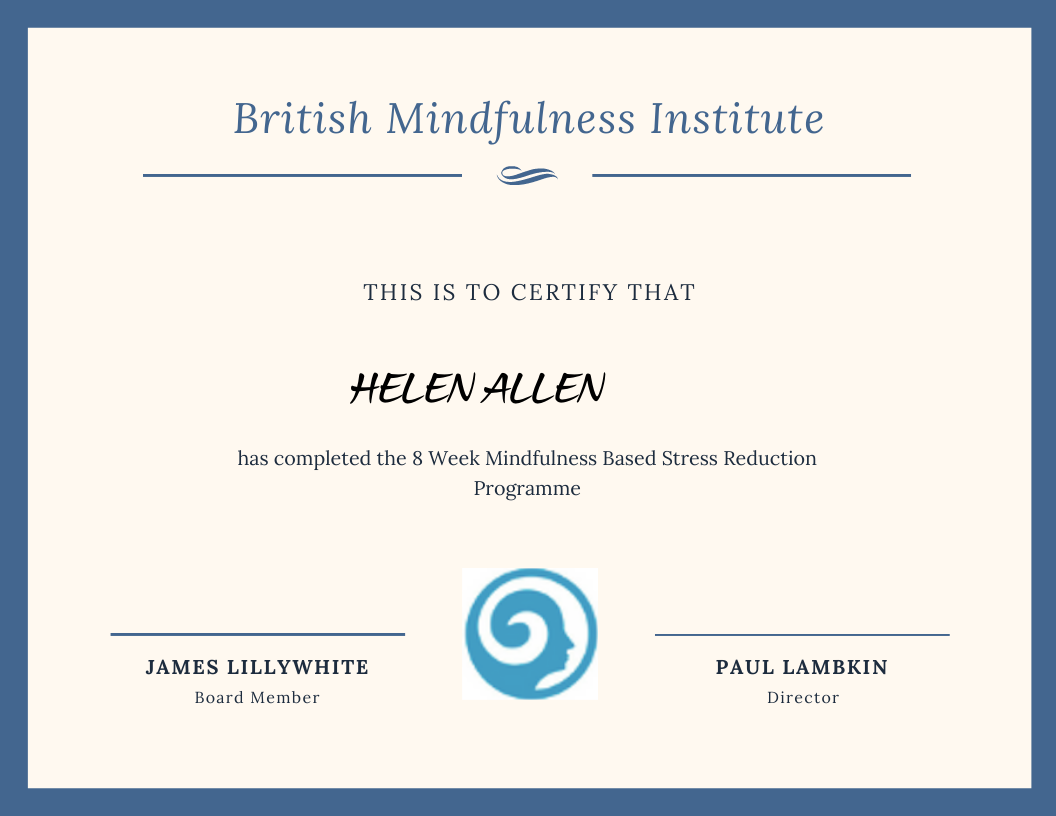 British Mindfulness Institute
THIS IS TO CERTIFY THAT
HELEN ALLEN
has completed the 8 Week Mindfulness Based Stress Reduction
Programme
JAMES LILLYWHITE
Board Member
PAUL LAMBKIN
Director